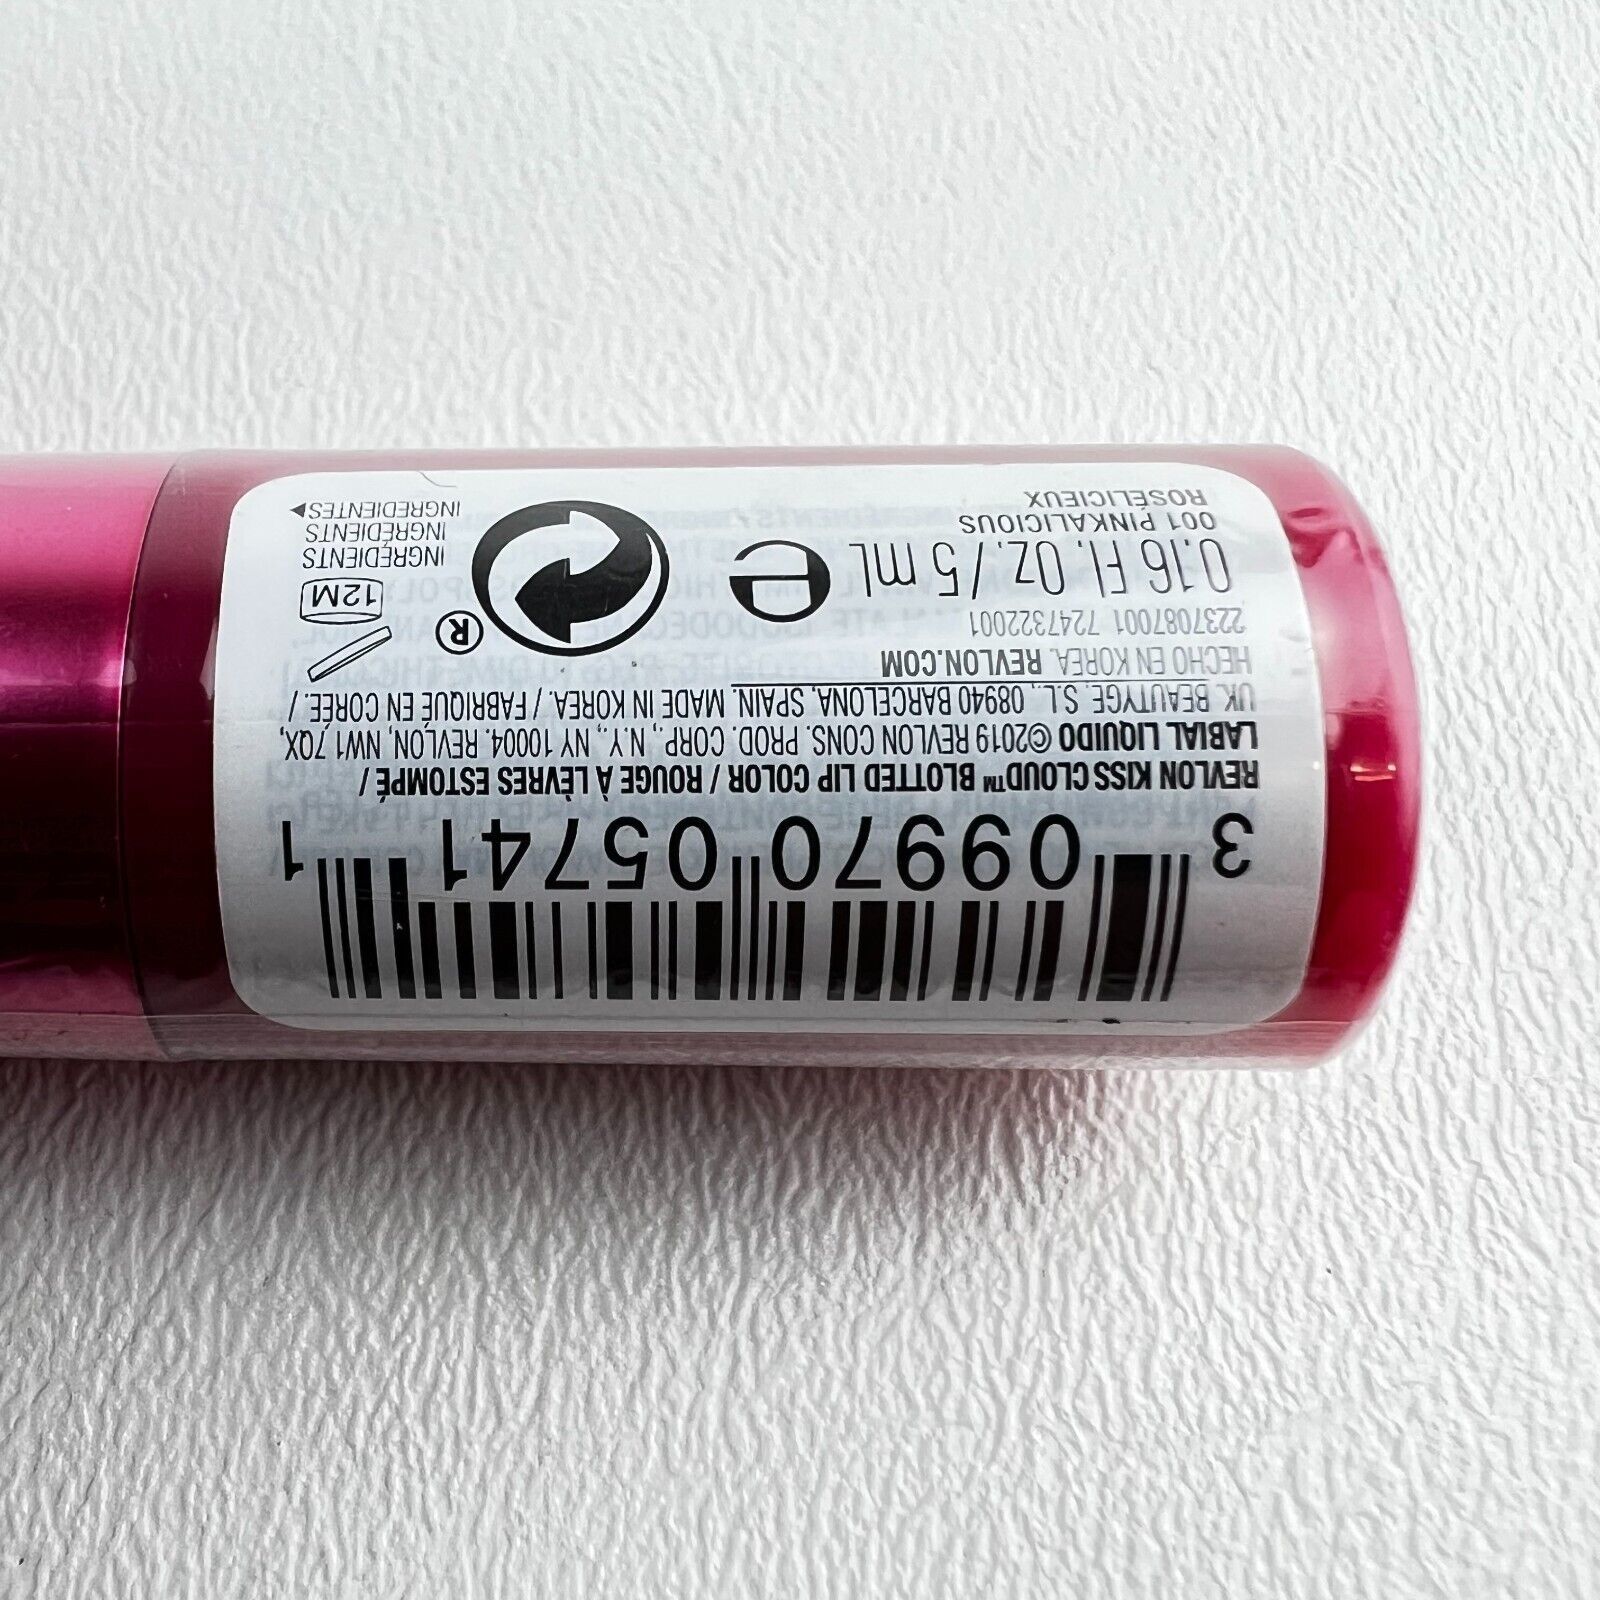 3 09970 05741 1
REVLON KISS CLOUD™ BLOTTED LIP COLOR / ROUGE À LÈVRES ESTOMPÉ /
LABIAL LIQUIDO ©2019 REVLON CONS. PROD. CORP., N.Y., NY 10004. REVLON, NW1 7QX,
UK. BEAUTYGE, S.L., 08940 BARCELONA, SPAIN. MADE IN KOREA. / FABRIQUÉ EN CORÉE. /
HECHO EN KOREA. REVLON.COM
2237087001 7247322001
0.16 Fl. Oz. / 5 mL e
001 PINKALICIOUS
ROSÉLICIEUX
®
12M
INGRÉDIENTS
INGREDIENTS
INGREDIENTES▶